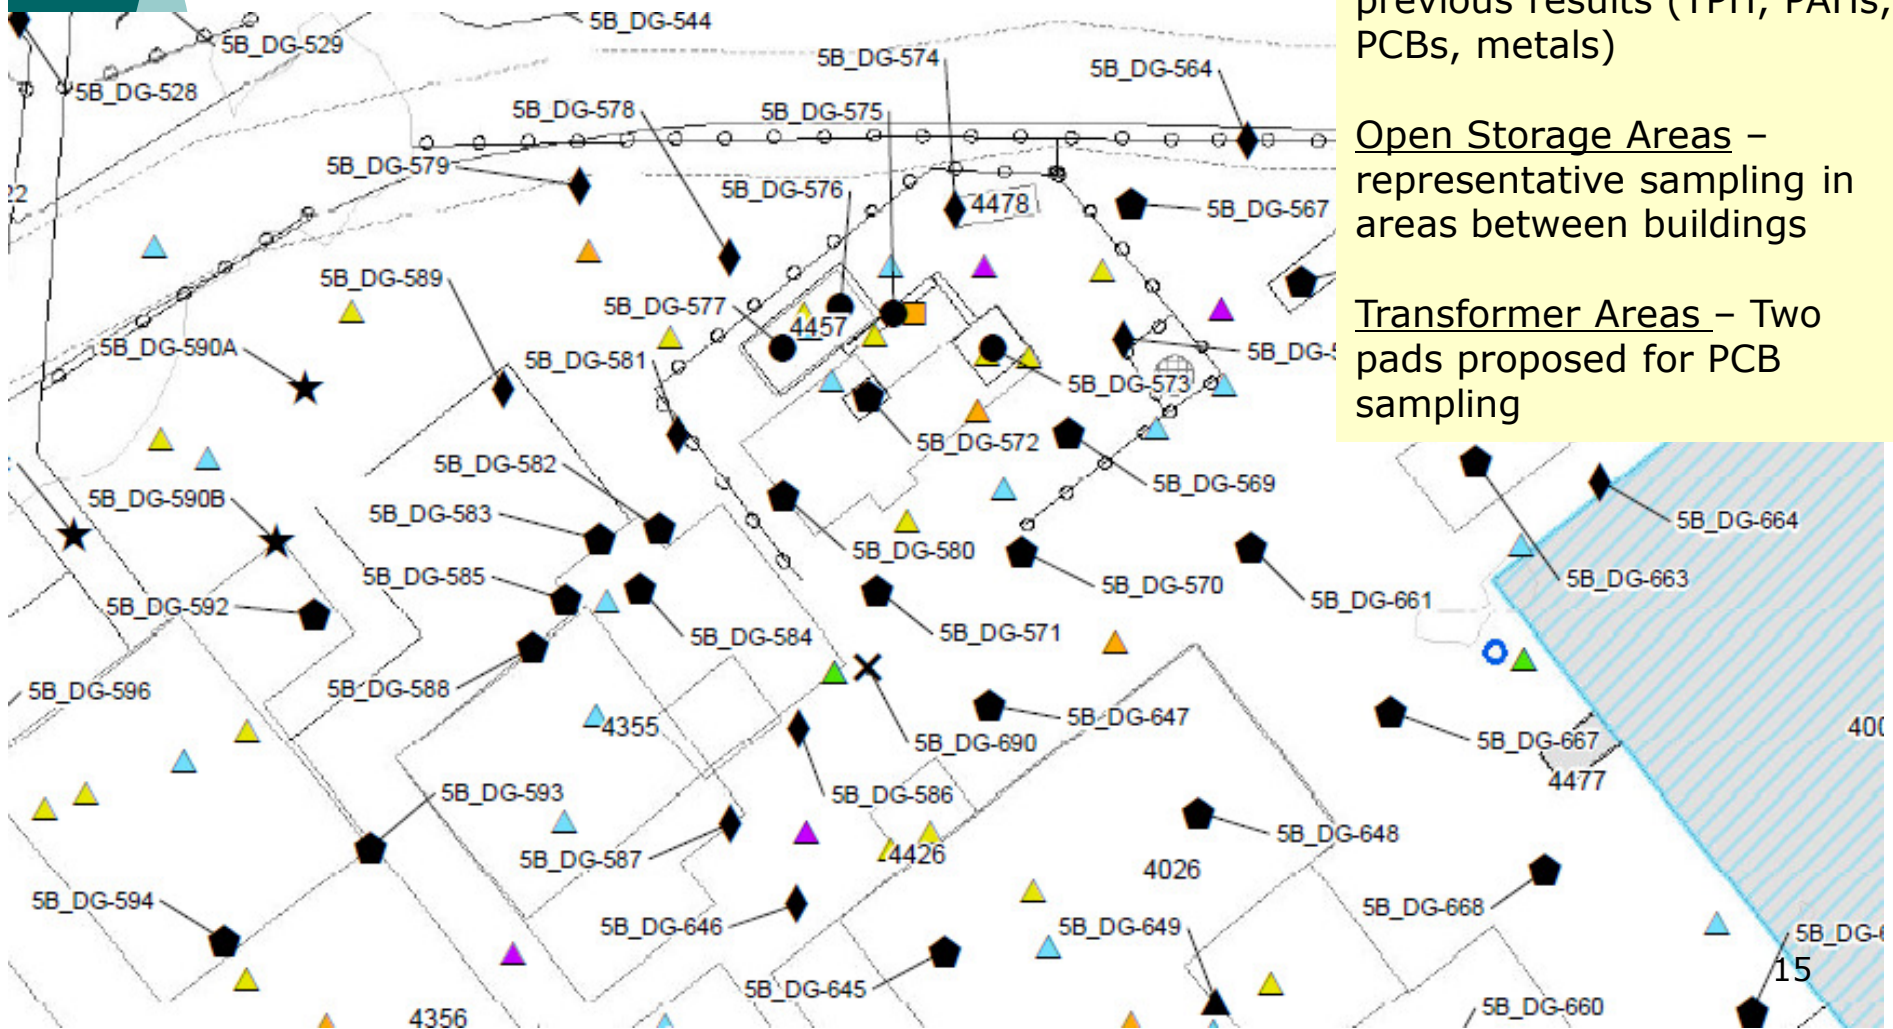 previous results (TPH, PAHs,
PCBs, metals)
Open Storage Areas –
representative sampling in
areas between buildings
Transformer Areas – Two
pads proposed for PCB
sampling
5B_DG-544
5B_DG-529
5B_DG-574
5B_DG-564
5B_DG-528
5B_DG-578
5B_DG-575
5B_DG-579
5B_DG-576
4478
5B_DG-567
22
5B_DG-589
5B_DG-577
4457
5B_DG-590A
5B_DG-581
5B_DG-5
5B_DG-573
5B_DG-572
5B_DG-582
5B_DG-569
5B_DG-590B
5B_DG-583
5B_DG-664
5B_DG-580
5B_DG-585
5B_DG-570
5B_DG-663
5B_DG-592
5B_DG-661
5B_DG-584
5B_DG-571
5B_DG-596
5B_DG-588
4355
5B_DG-647
5B_DG-690
5B_DG-667
400
4477
5B_DG-593
5B_DG-586
5B_DG-648
5B_DG-587
4426
4026
5B_DG-594
5B_DG-668
5B_DG-646
5B_DG-649
5B_DG-6
15
5B_DG-645
5B_DG-660
4356